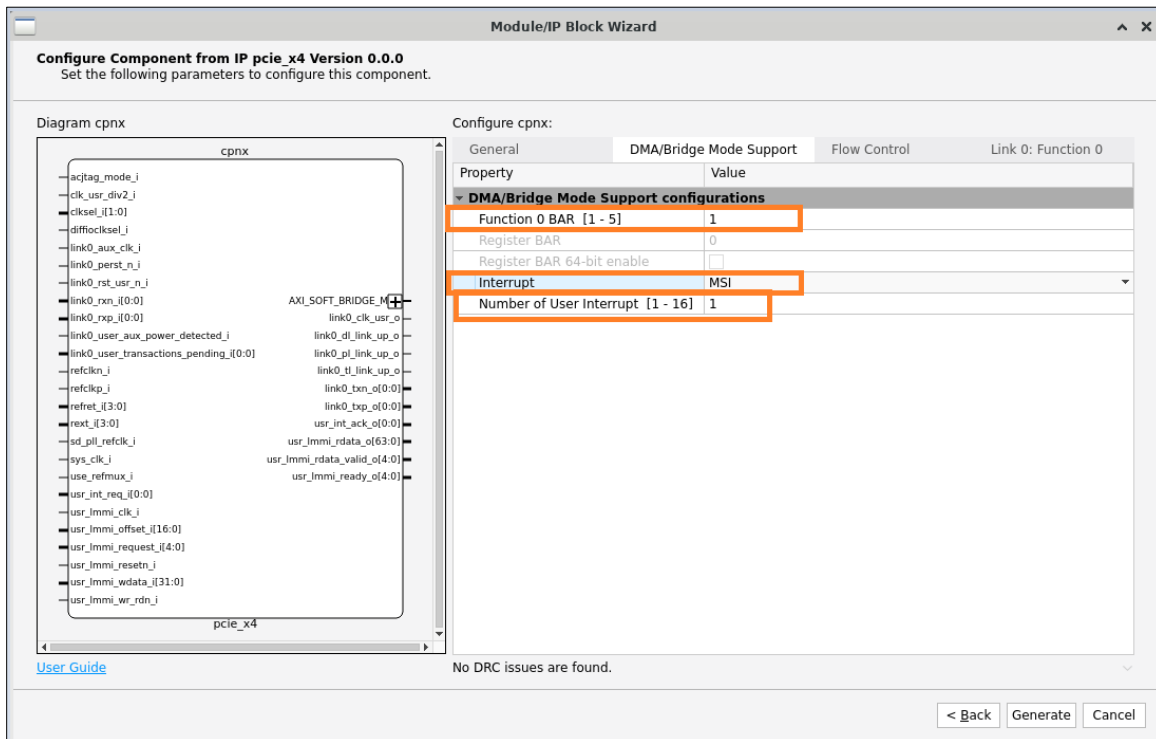 Module/IP Block Wizard
Configure Component from IP pcie_x4 Version 0.0.0
Set the following parameters to configure this component.
Diagram cpnx
cpnx
acjtag_mode_i
clk_usr_div2_i
clksel_i[1:0]
diffioclksel_i
link0_aux_clk_i
link0_perst_n_i
link0_rst_usr_n_i
link0_rxn_i[0:0] AXI_SOFT_BRIDGE_M
link0_rxp_i[0:0] link0_clk_usr_o
link0_user_aux_power_detected_i link0_dl_link_up_o
link0_user_transactions_pending_i[0:0] link0_pl_link_up_o
refclkn_i link0_tl_link_up_o
refclkp_i link0_txn_o[0:0]
refret_i[3:0] link0_txp_o[0:0]
rext_i[3:0] usr_int_ack_o[0:0]
sd_pll_refclk_i usr_lmmi_rdata_o[63:0]
sys_clk_i usr_lmmi_rdata_valid_o[4:0]
use_refmux_i usr_lmmi_ready_o[4:0]
usr_int_req_i[0:0]
usr_lmmi_clk_i
usr_lmmi_offset_i[16:0]
usr_lmmi_request_i[4:0]
usr_lmmi_resetn_i
usr_lmmi_wdata_i[31:0]
usr_lmmi_wr_rdn_i
pcie_x4
User Guide
Configure cpnx:
General DMA/Bridge Mode Support Flow Control Link 0: Function 0
Property Value
DMA/Bridge Mode Support configurations
Function 0 BAR [1 - 5] 1
Register BAR 0
Register BAR 64-bit enable
Interrupt MSI
Number of User Interrupt [1 - 16] 1
No DRC issues are found.
< Back Generate Cancel